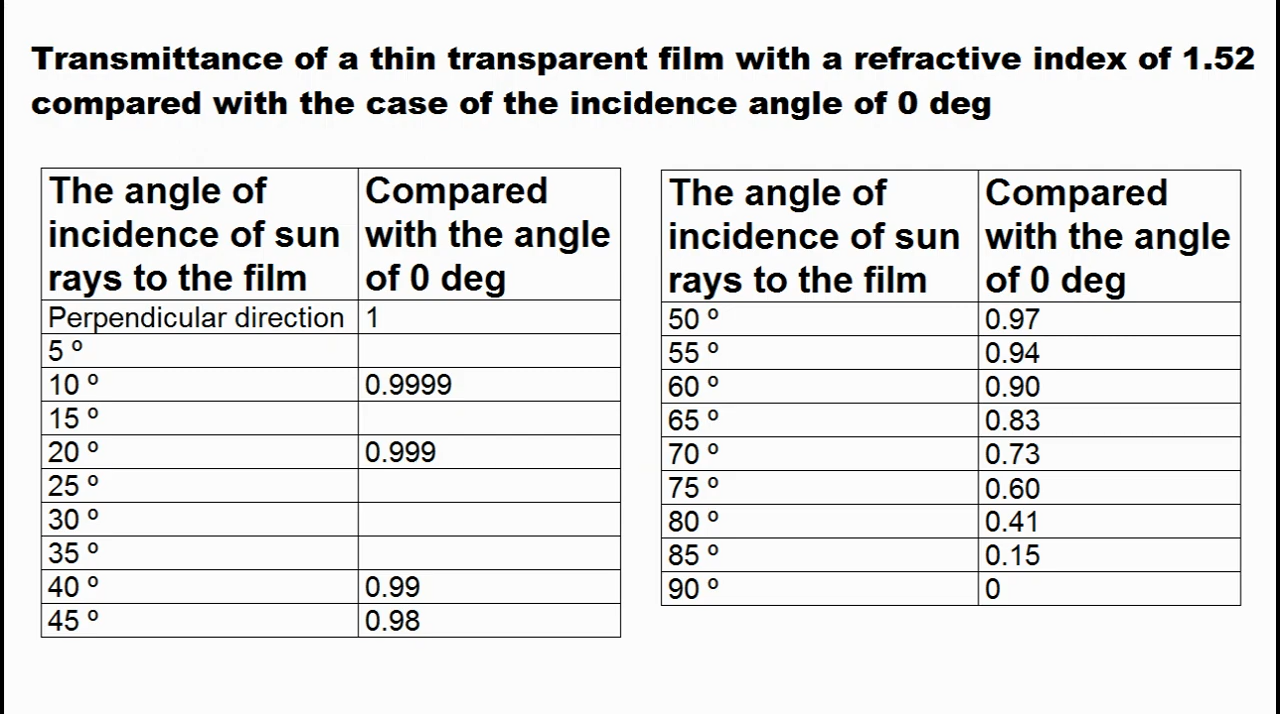 Transmittance of a thin transparent film with a refractive index of 1.52
compared with the case of the incidence angle of 0 deg
The angle of
incidence of sun
rays to the film
Compared
with the angle
of 0 deg
Perpendicular direction 1
5 º
10 º 0.9999
15 º
20 º 0.999
25 º
30 º
35 º
40 º 0.99
45 º 0.98
The angle of
incidence of sun
rays to the film
Compared
with the angle
of 0 deg
50 º 0.97
55 º 0.94
60 º 0.90
65 º 0.83
70 º 0.73
75 º 0.60
80 º 0.41
85 º 0.15
90 º 0